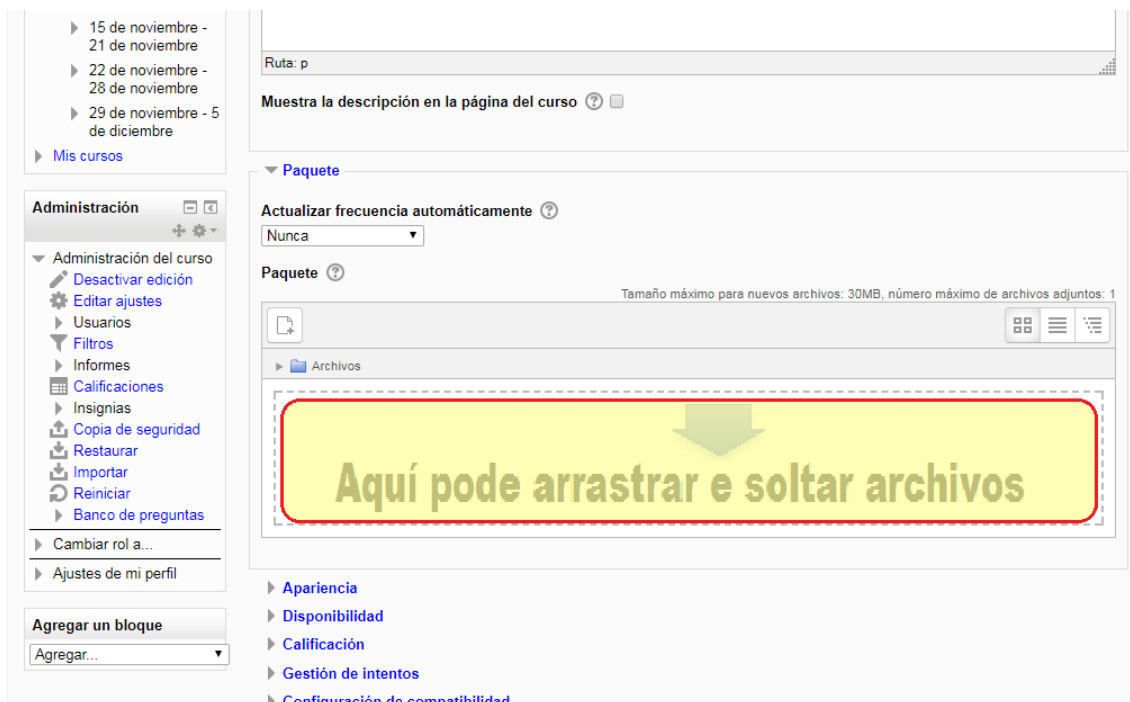 15 de noviembre -
21 de noviembre
22 de noviembre -
28 de noviembre
29 de noviembre - 5
de diciembre
Mis cursos
Administración
Administración del curso
Desactivar edición
Editar ajustes
Usuarios
Filtros
Informes
Calificaciones
Insignias
Copia de seguridad
Restaurar
Importar
Reiniciar
Banco de preguntas
Cambiar rol a...
Ajustes de mi perfil
Agregar un bloque
Agregar...
Ruta: p
Muestra la descripción en la página del curso
Paquete
Actualizar frecuencia automáticamente
Nunca
Paquete
Tamaño máximo para nuevos archivos: 30MB, número máximo de archivos adjuntos: 1
Archivos
Aquí pode arrastrar e soltar archivos
Apariencia
Disponibilidad
Calificación
Gestión de intentos
Configuración de compatibilidad